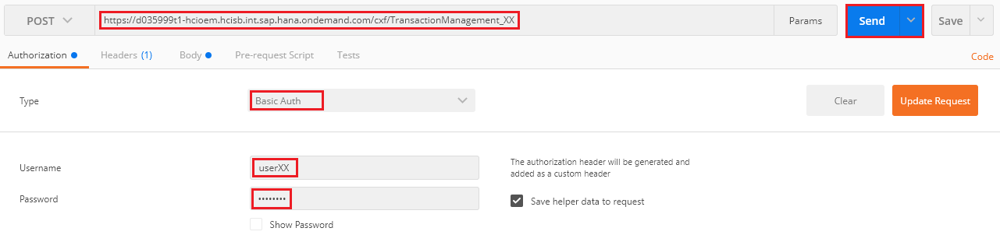 POST https://d035999t1-hcioem.hcisb.int.sap.hana.ondemand.com/cxf/TransactionManagement_XX Params Send Save
Authorization Headers (1) Body Pre-request Script Tests Code
Type Basic Auth Clear Update Request
Username userXX
The authorization header will be generated and
added as a custom header
Password ••••••••
Save helper data to request
Show Password